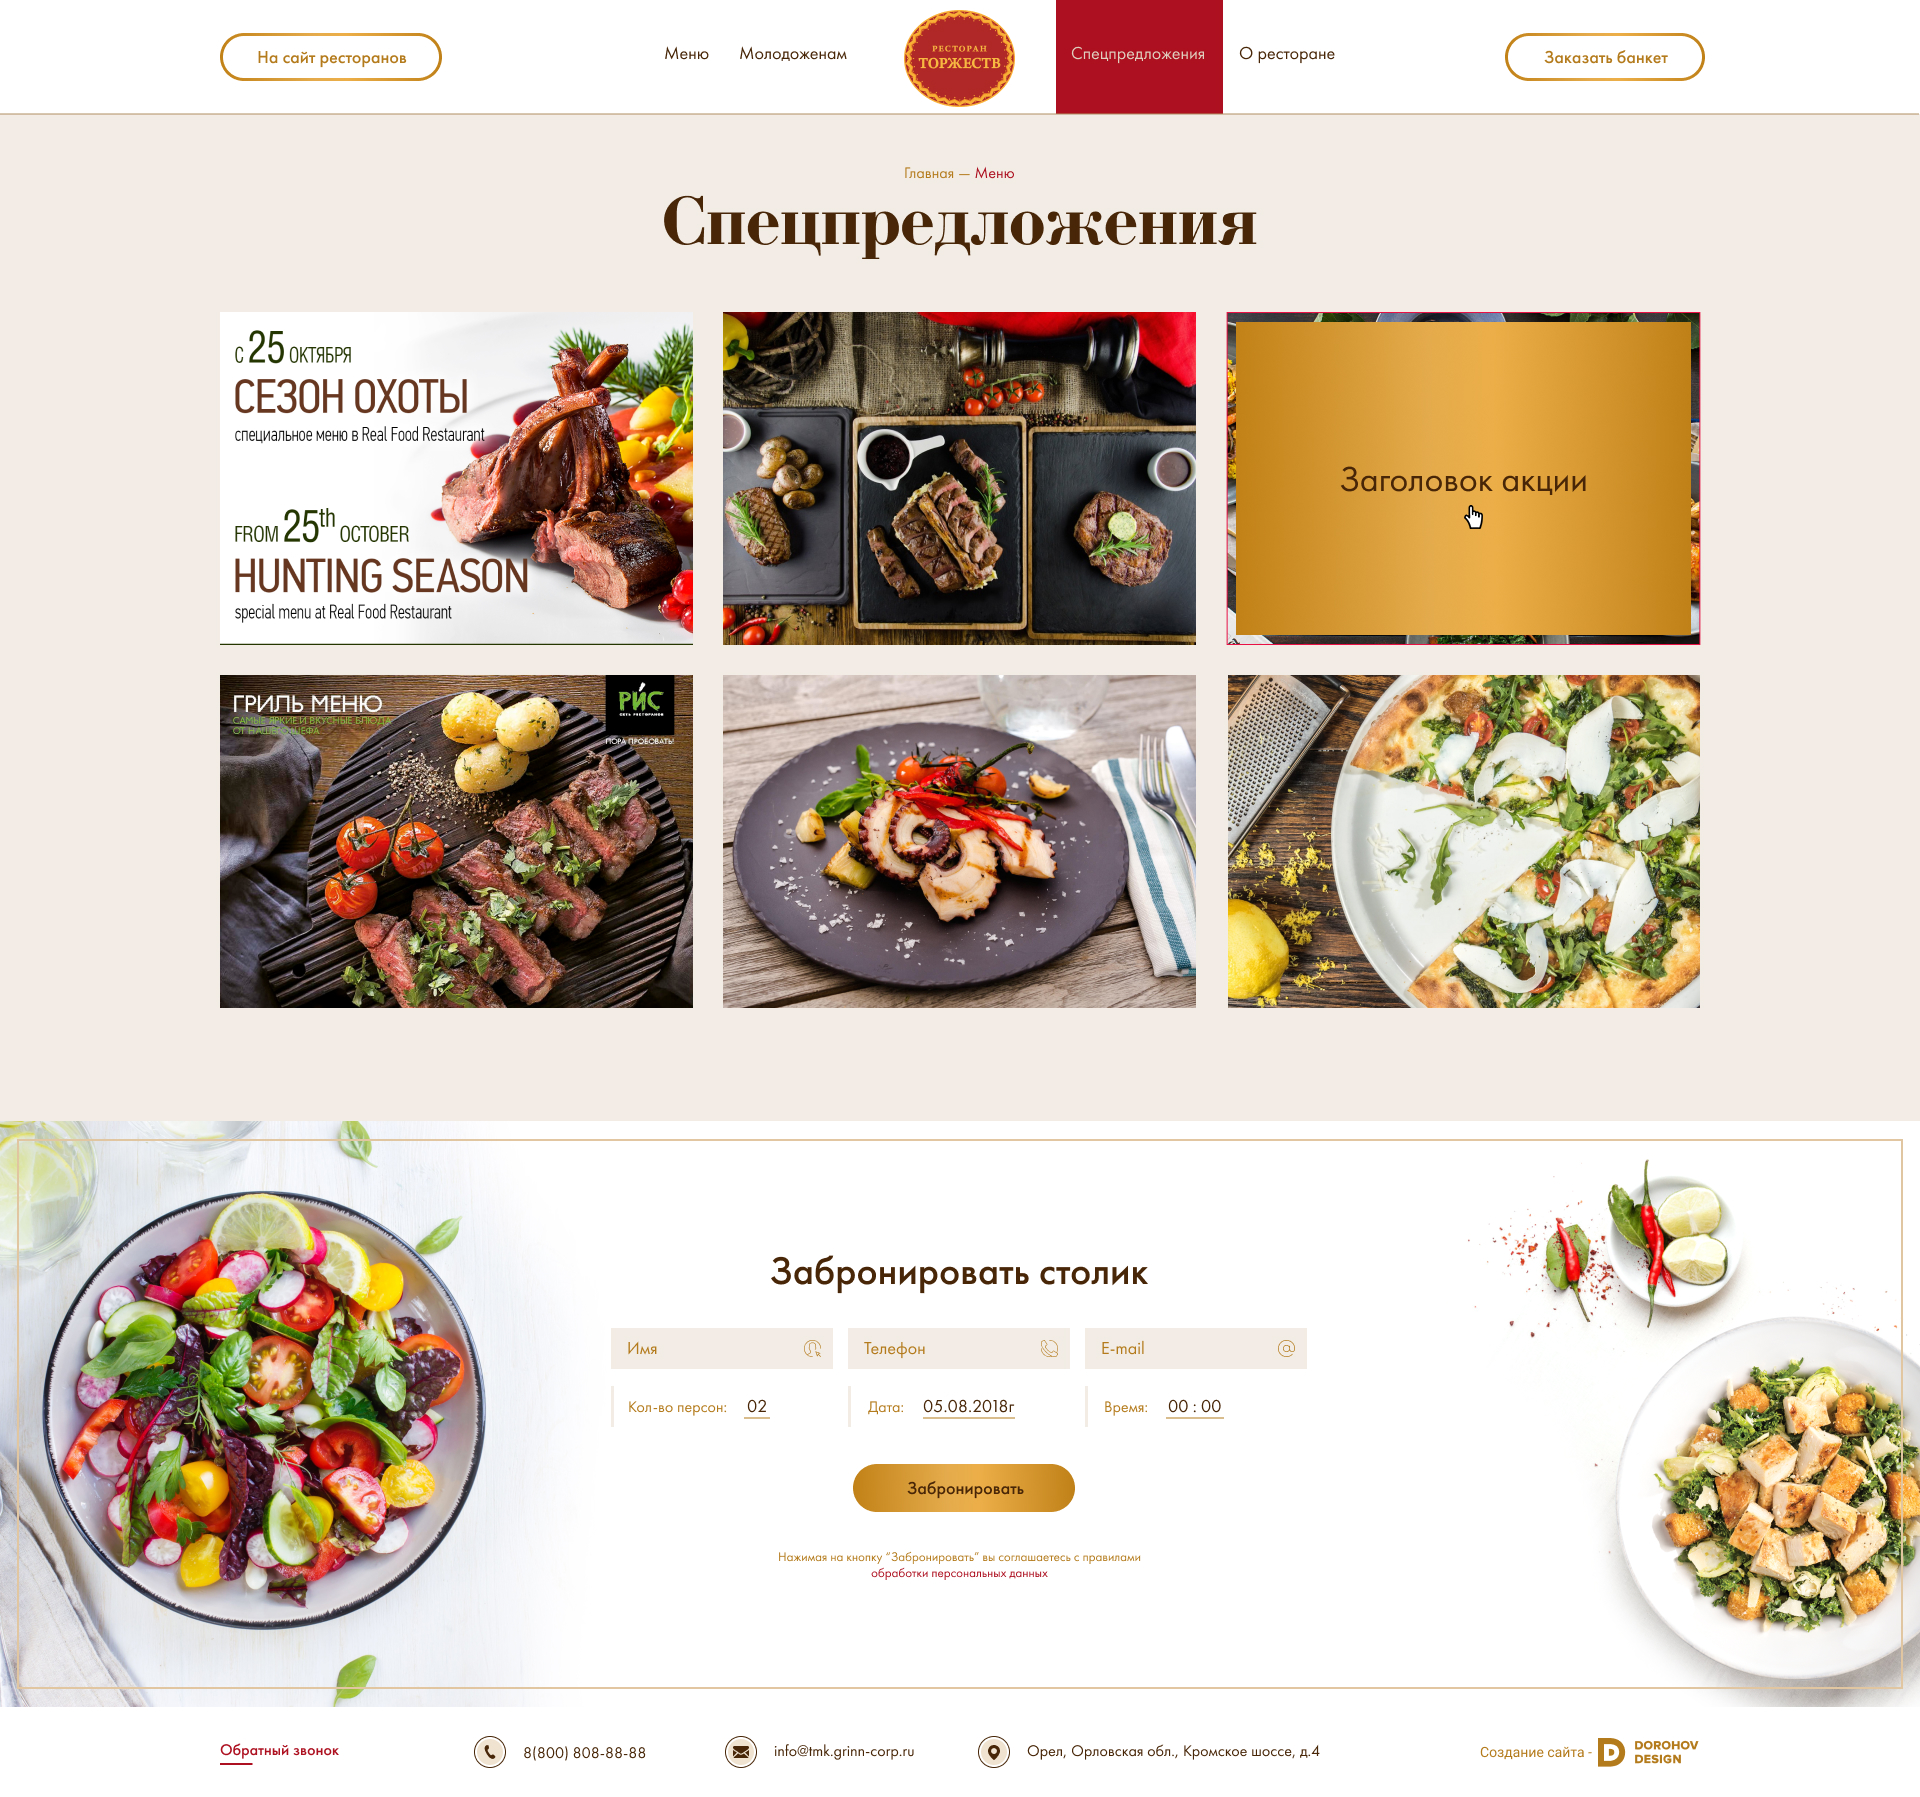 На сайт ресторанов
Меню
Молодоженам
РЕСТОРАН
ТОРЖЕСТВ
Спецпредложения
О ресторане
Заказать банкет
Главная — Меню
Спецпредложения
С 25 ОКТЯБРЯ
СЕЗОН ОХОТЫ
специальное меню в Real Food Restaurant
FROM 25th OCTOBER
HUNTING SEASON
special menu at Real Food Restaurant
Заголовок акции
ГРИЛЬ МЕНЮ
САМЫЕ ЯРКИЕ И ВКУСНЫЕ БЛЮДА
ОТ НАШЕГО ШЕФА
РИС
СЕТЬ РЕСТОРАНОВ
ПОРА ПРОБОВАТЬ!
Забронировать столик
Имя
Телефон
E-mail
@
Кол-во персон: 02
Дата: 05.08.2018г
Время: 00 : 00
Забронировать
Нажимая на кнопку “Забронировать” вы соглашаетесь с правилами
обработки персональных данных
Обратный звонок
8(800) 808-88-88
info@tmk.grinn-corp.ru
Орел, Орловская обл., Кромское шоссе, д.4
Создание сайта -
DOROHOV
DESIGN